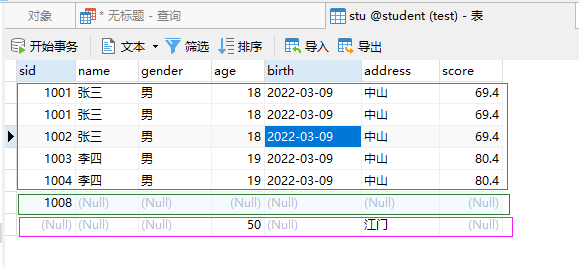 对象 * 无标题 - 查询 stu @student (test) - 表
开始事务 文本 筛选 排序 导入 导出
sid name gender age birth address score
1001 张三 男 18 2022-03-09 中山 69.4
1001 张三 男 18 2022-03-09 中山 69.4
1002 张三 男 18 2022-03-09 中山 69.4
1003 李四 男 19 2022-03-09 中山 80.4
1004 李四 男 19 2022-03-09 中山 80.4
1008 (Null) (Null) (Null) (Null) (Null) (Null)
(Null) (Null) (Null) 50 (Null) 江门 (Null)